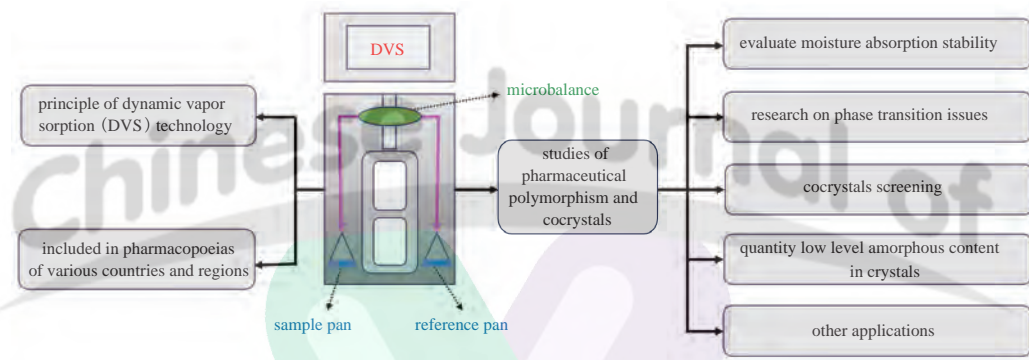 DVS
microbalance
principle of dynamic vapor
sorption (DVS) technology
included in pharmacopoeias
of various countries and regions
sample pan
reference pan
studies of
pharmaceutical
polymorphism and
cocrystals
evaluate moisture absorption stability
research on phase transition issues
cocrystals screening
quantity low level amorphous content
in crystals
other applications
Chinese Journal of